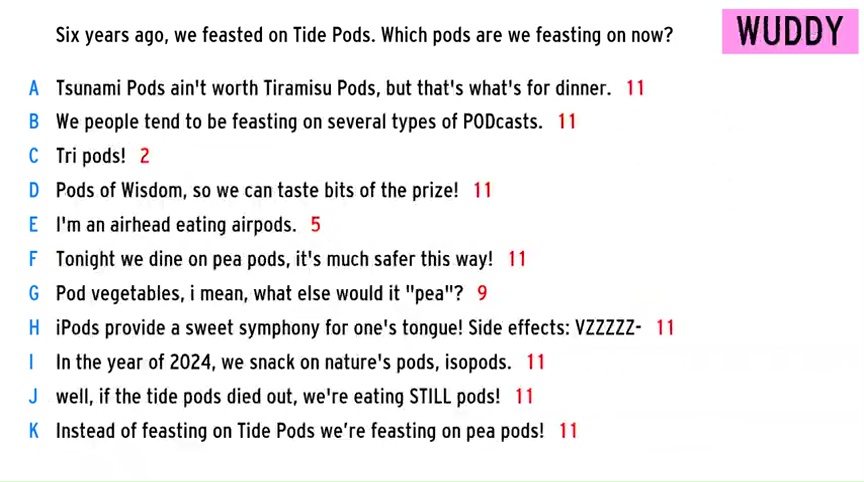 Six years ago, we feasted on Tide Pods. Which pods are we feasting on now?
WUDDY
A Tsunami Pods ain't worth Tiramisu Pods, but that's what's for dinner. 11
B We people tend to be feasting on several types of PODcasts. 11
C Tri pods! 2
D Pods of Wisdom, so we can taste bits of the prize! 11
E I'm an airhead eating airpods. 5
F Tonight we dine on pea pods, it's much safer this way! 11
G Pod vegetables, i mean, what else would it "pea"? 9
H iPods provide a sweet symphony for one's tongue! Side effects: VZZZZZ- 11
I In the year of 2024, we snack on nature's pods, isopods. 11
J well, if the tide pods died out, we're eating STILL pods! 11
K Instead of feasting on Tide Pods we’re feasting on pea pods! 11